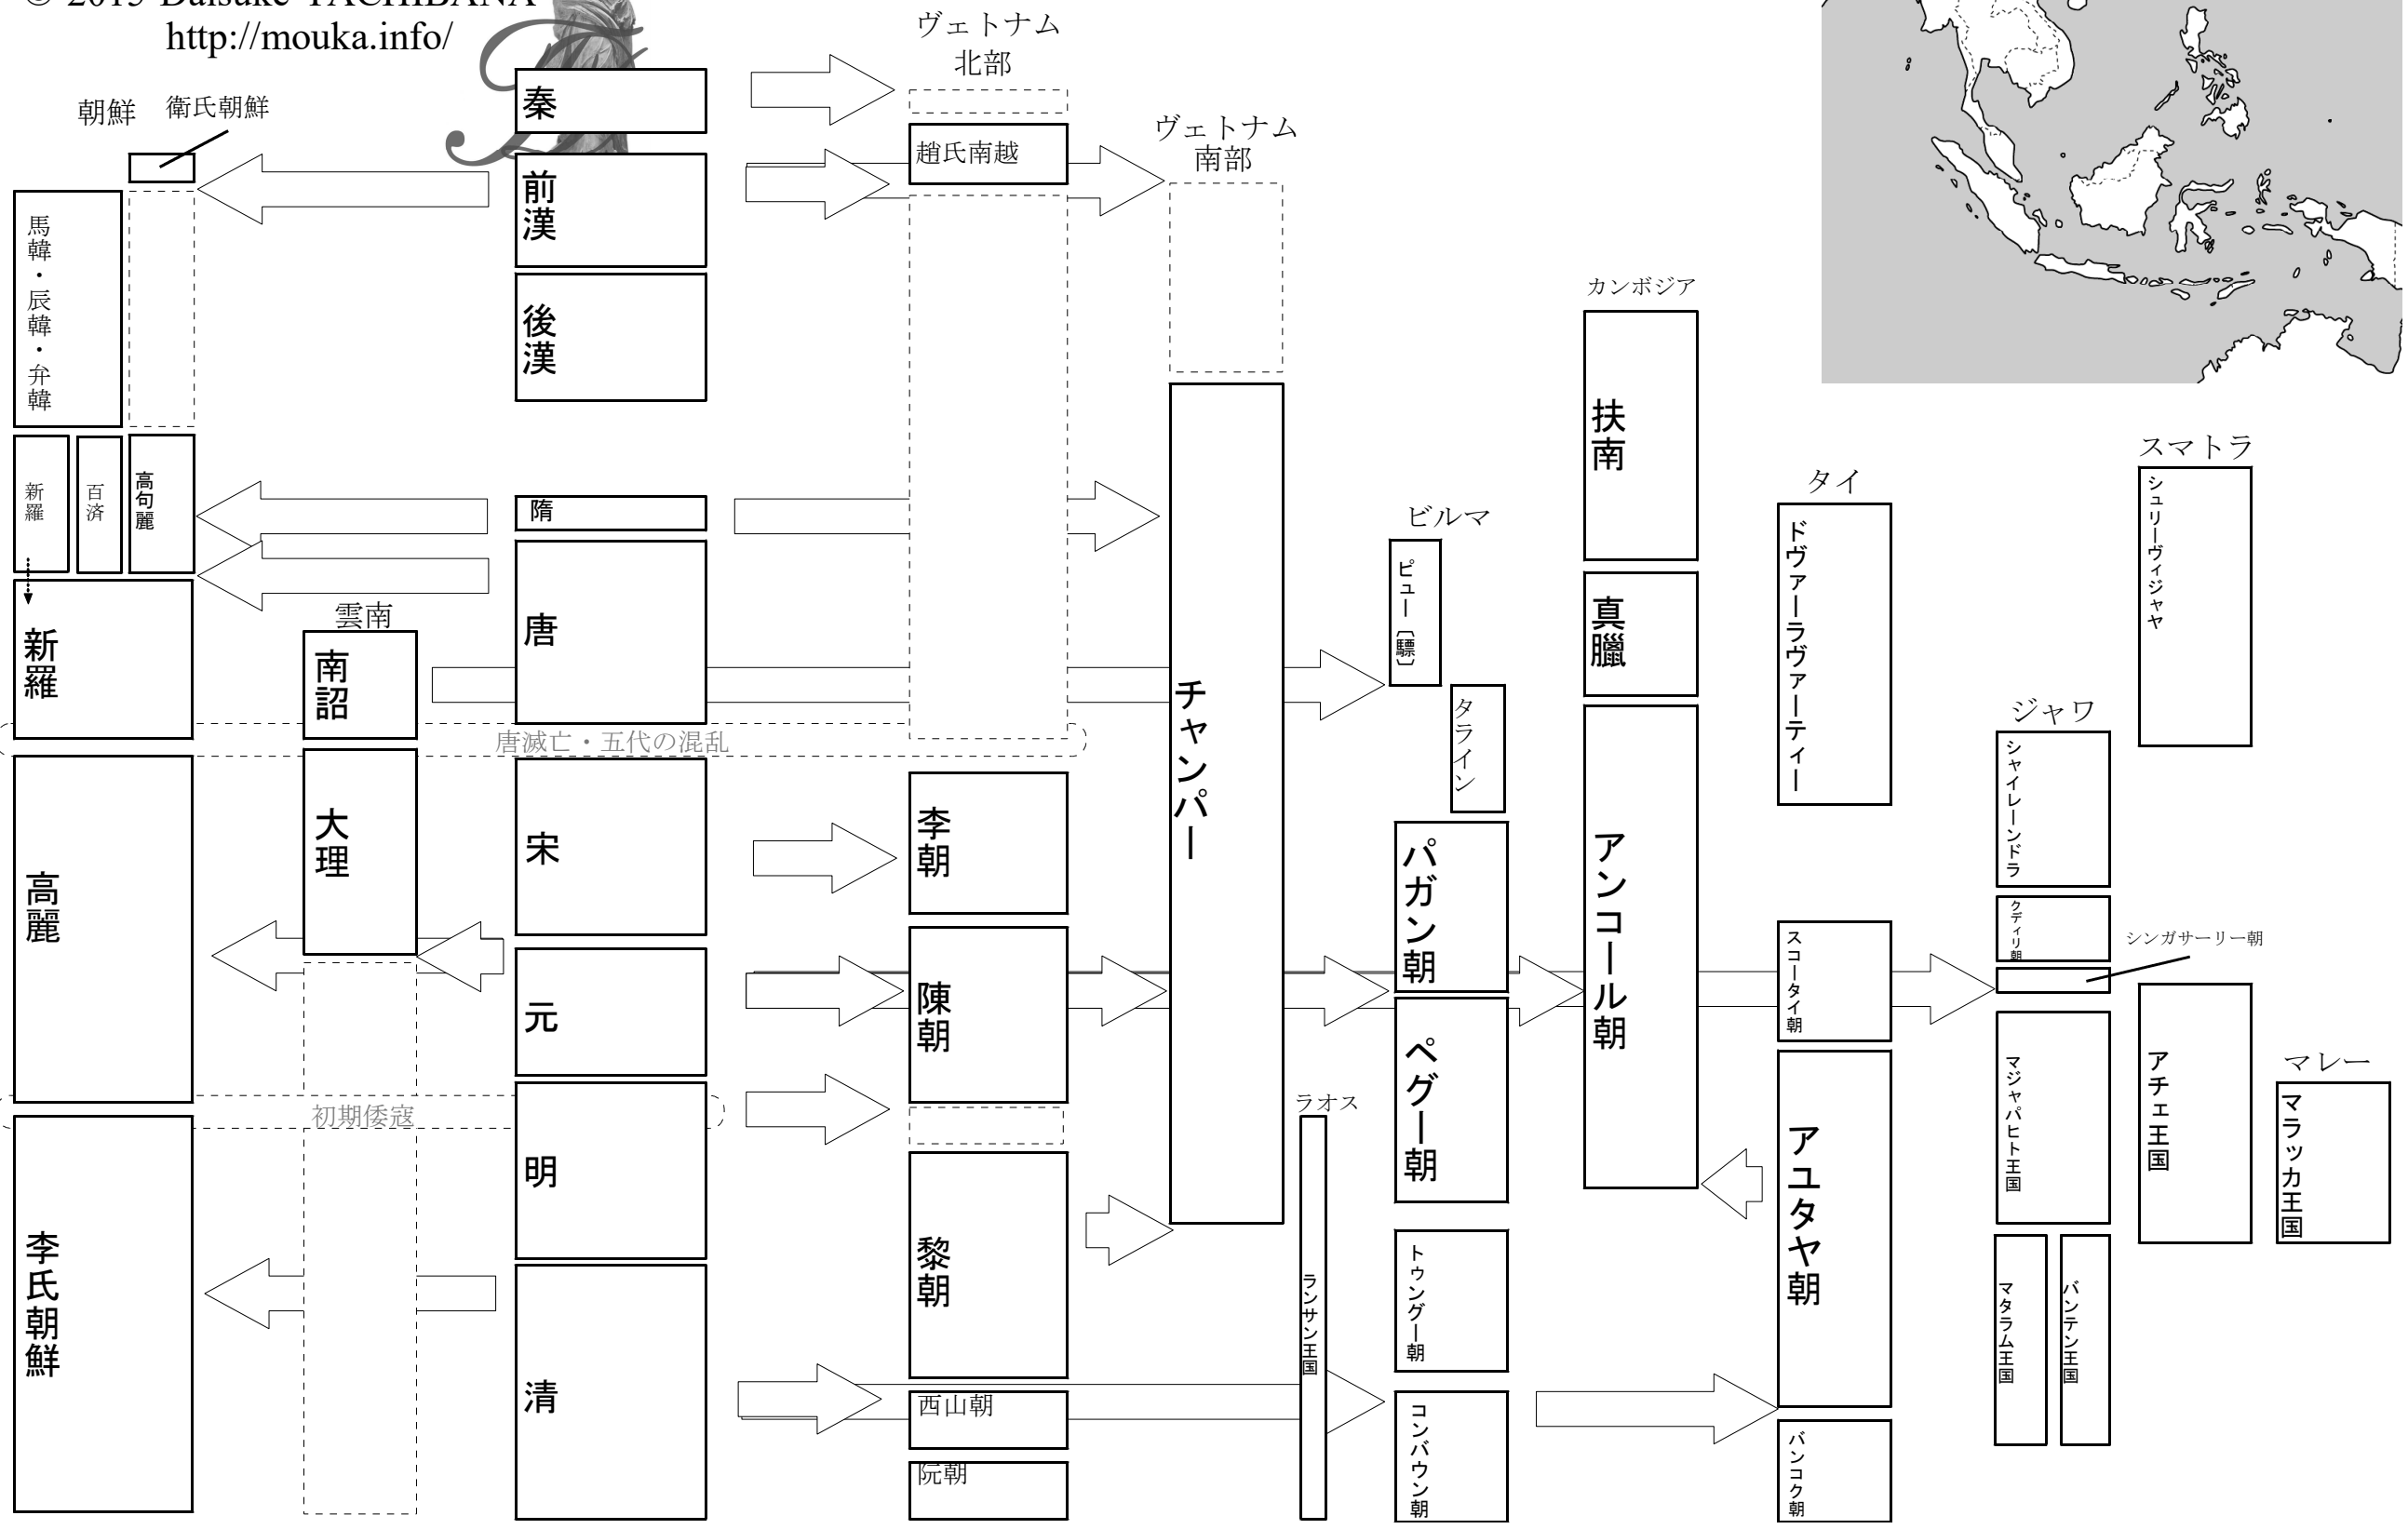 © 2015 Daisuke TACHIBANA
http://mouka.info/
朝鮮
衛氏朝鮮
馬韓・辰韓・弁韓
新羅
百済
高句麗
新羅
高麗
李氏朝鮮
雲南
南詔
大理
秦
前漢
後漢
隋
唐
唐滅亡・五代の混乱
宋
元
初期倭寇
明
清
ヴェトナム
北部
趙氏南越
李朝
陳朝
黎朝
西山朝
阮朝
ヴェトナム
南部
チャンパー
ラオス
ランサン王国
ビルマ
ピュー〔驃〕
タライン
パガン朝
ペグー朝
トゥングー朝
コンバウン朝
カンボジア
扶南
真臘
アンコール朝
タイ
ドヴァーラヴァーティー
スコータイ朝
アユタヤ朝
バンコク朝
ジャワ
シャイレーンドラ
クディリ朝
シンガサーリー朝
マジャパヒト王国
マタラム王国
バンテン王国
スマトラ
シュリーヴィジャヤ
アチェ王国
マレー
マラッカ王国